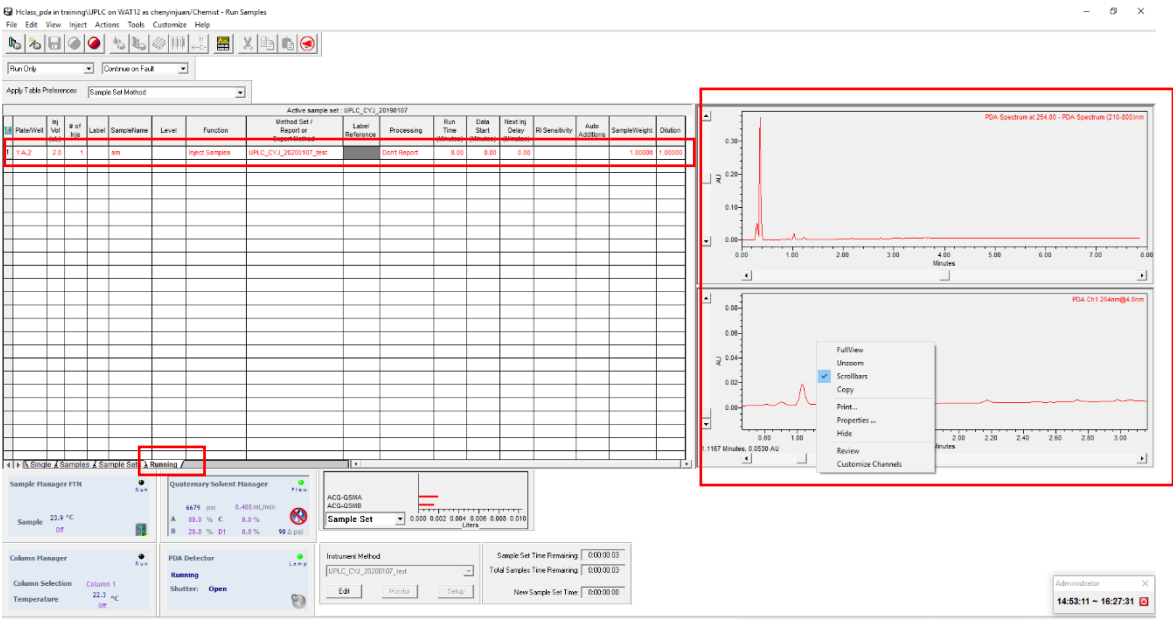 Hclass_pda in training\UPLC on WAT12 as chenyinjuan/Chemist - Run Samples
File Edit View Inject Actions Tools Customize Help
Run Only Continue on Fault
Apply Table Preferences Sample Set Method
Active sample set : UPLC_CYJ_20190107
Plate/Well Inj Vol (uL) # of Injs Label SampleName Level Function Method Set / Report or Export Method Label Reference Processing Run Time (Minutes) Data Start (Minutes) Next Inj Delay (Minutes) RI Sensitivity Auto Additions SampleWeight Dilution
1 1:A,2 2.0 1 sm Inject Samples UPLC_CYJ_20200107_test Don't Report 8.00 0.00 0.00 1.00000 1.00000
Single Samples Sample Sets Running
PDA Spectrum at 254.00 - PDA Spectrum (210-800)nm
AU
0.30
0.20
0.10
0.00
0.00 1.00 2.00 3.00 4.00 5.00 6.00 7.00 8.00
Minutes
PDA Ch1 254nm@4.8nm
AU
0.08
0.06
0.04
0.02
0.00
0.80 1.00 2.00 2.20 2.40 2.60 2.80 3.00
1.1187 Minutes, 0.0530 AU
Minutes
FullView
Unzoom
Scrollbars
Copy
Print...
Properties ...
Hide
Review
Customize Channels
Sample Manager FTN Run
Sample 23.9 °C
Off
Quaternary Solvent Manager Flow
6679 psi 0.400 mL/min
A 80.0 % C 0.0 %
B 20.0 % D1 0.0 % 90 Δ psi
ACQ-QSMA
ACQ-QSMB
Sample Set
0.000 0.002 0.004 0.006 0.008 0.010
Liters
Column Manager Run
Column Selection Column 1
Temperature 22.3 °C
Off
PDA Detector Lamp
Running
Shutter: Open
Instrument Method:
UPLC_CYJ_20200107_test
Edit Monitor Setup
Sample Set Time Remaining: 0:00:00:03
Total Samples Time Remaining: 0:00:00:03
New Sample Set Time: 0:00:00:00
Administrator
14:53:11 ~ 16:27:31